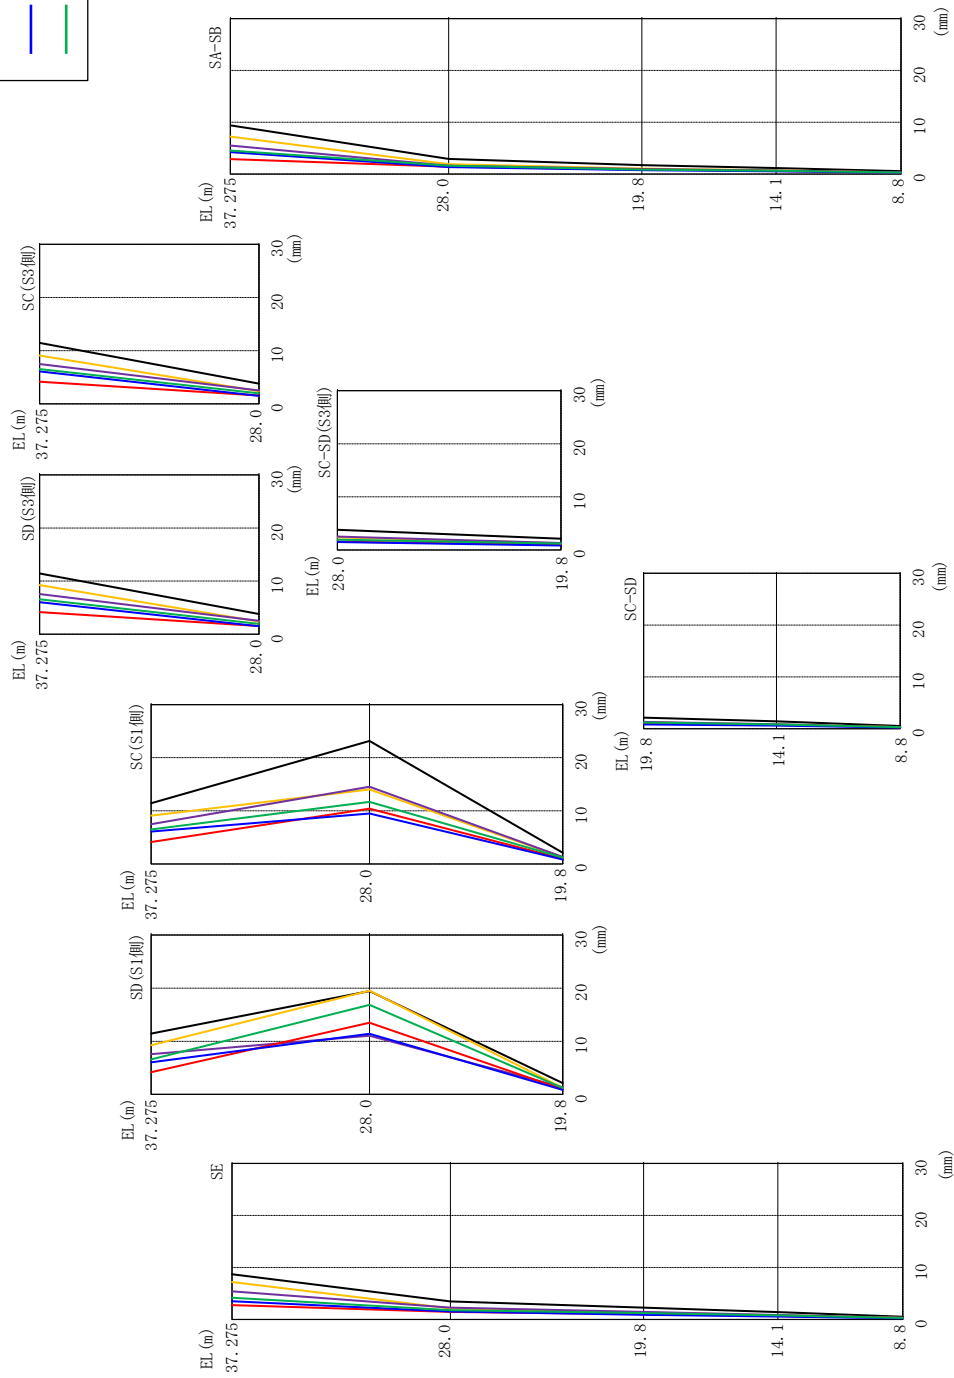 SE
EL(m)
37.275
28.0
19.8
14.1
8.8
0 10 20 30
(mm)
SD(S1側)
EL(m)
37.275
28.0
19.8
0 10 20 30
(mm)
SC(S1側)
EL(m)
37.275
28.0
19.8
0 10 20 30
(mm)
SD(S3側)
EL(m)
37.275
28.0
0 10 20 30
(mm)
SC(S3側)
EL(m)
37.275
28.0
0 10 20 30
(mm)
SC-SD(S3側)
EL(m)
28.0
19.8
0 10 20 30
(mm)
SC-SD
EL(m)
19.8
14.1
8.8
0 10 20 30
(mm)
SA-SB
EL(m)
37.275
28.0
19.8
14.1
8.8
0 10 20 30
(mm)